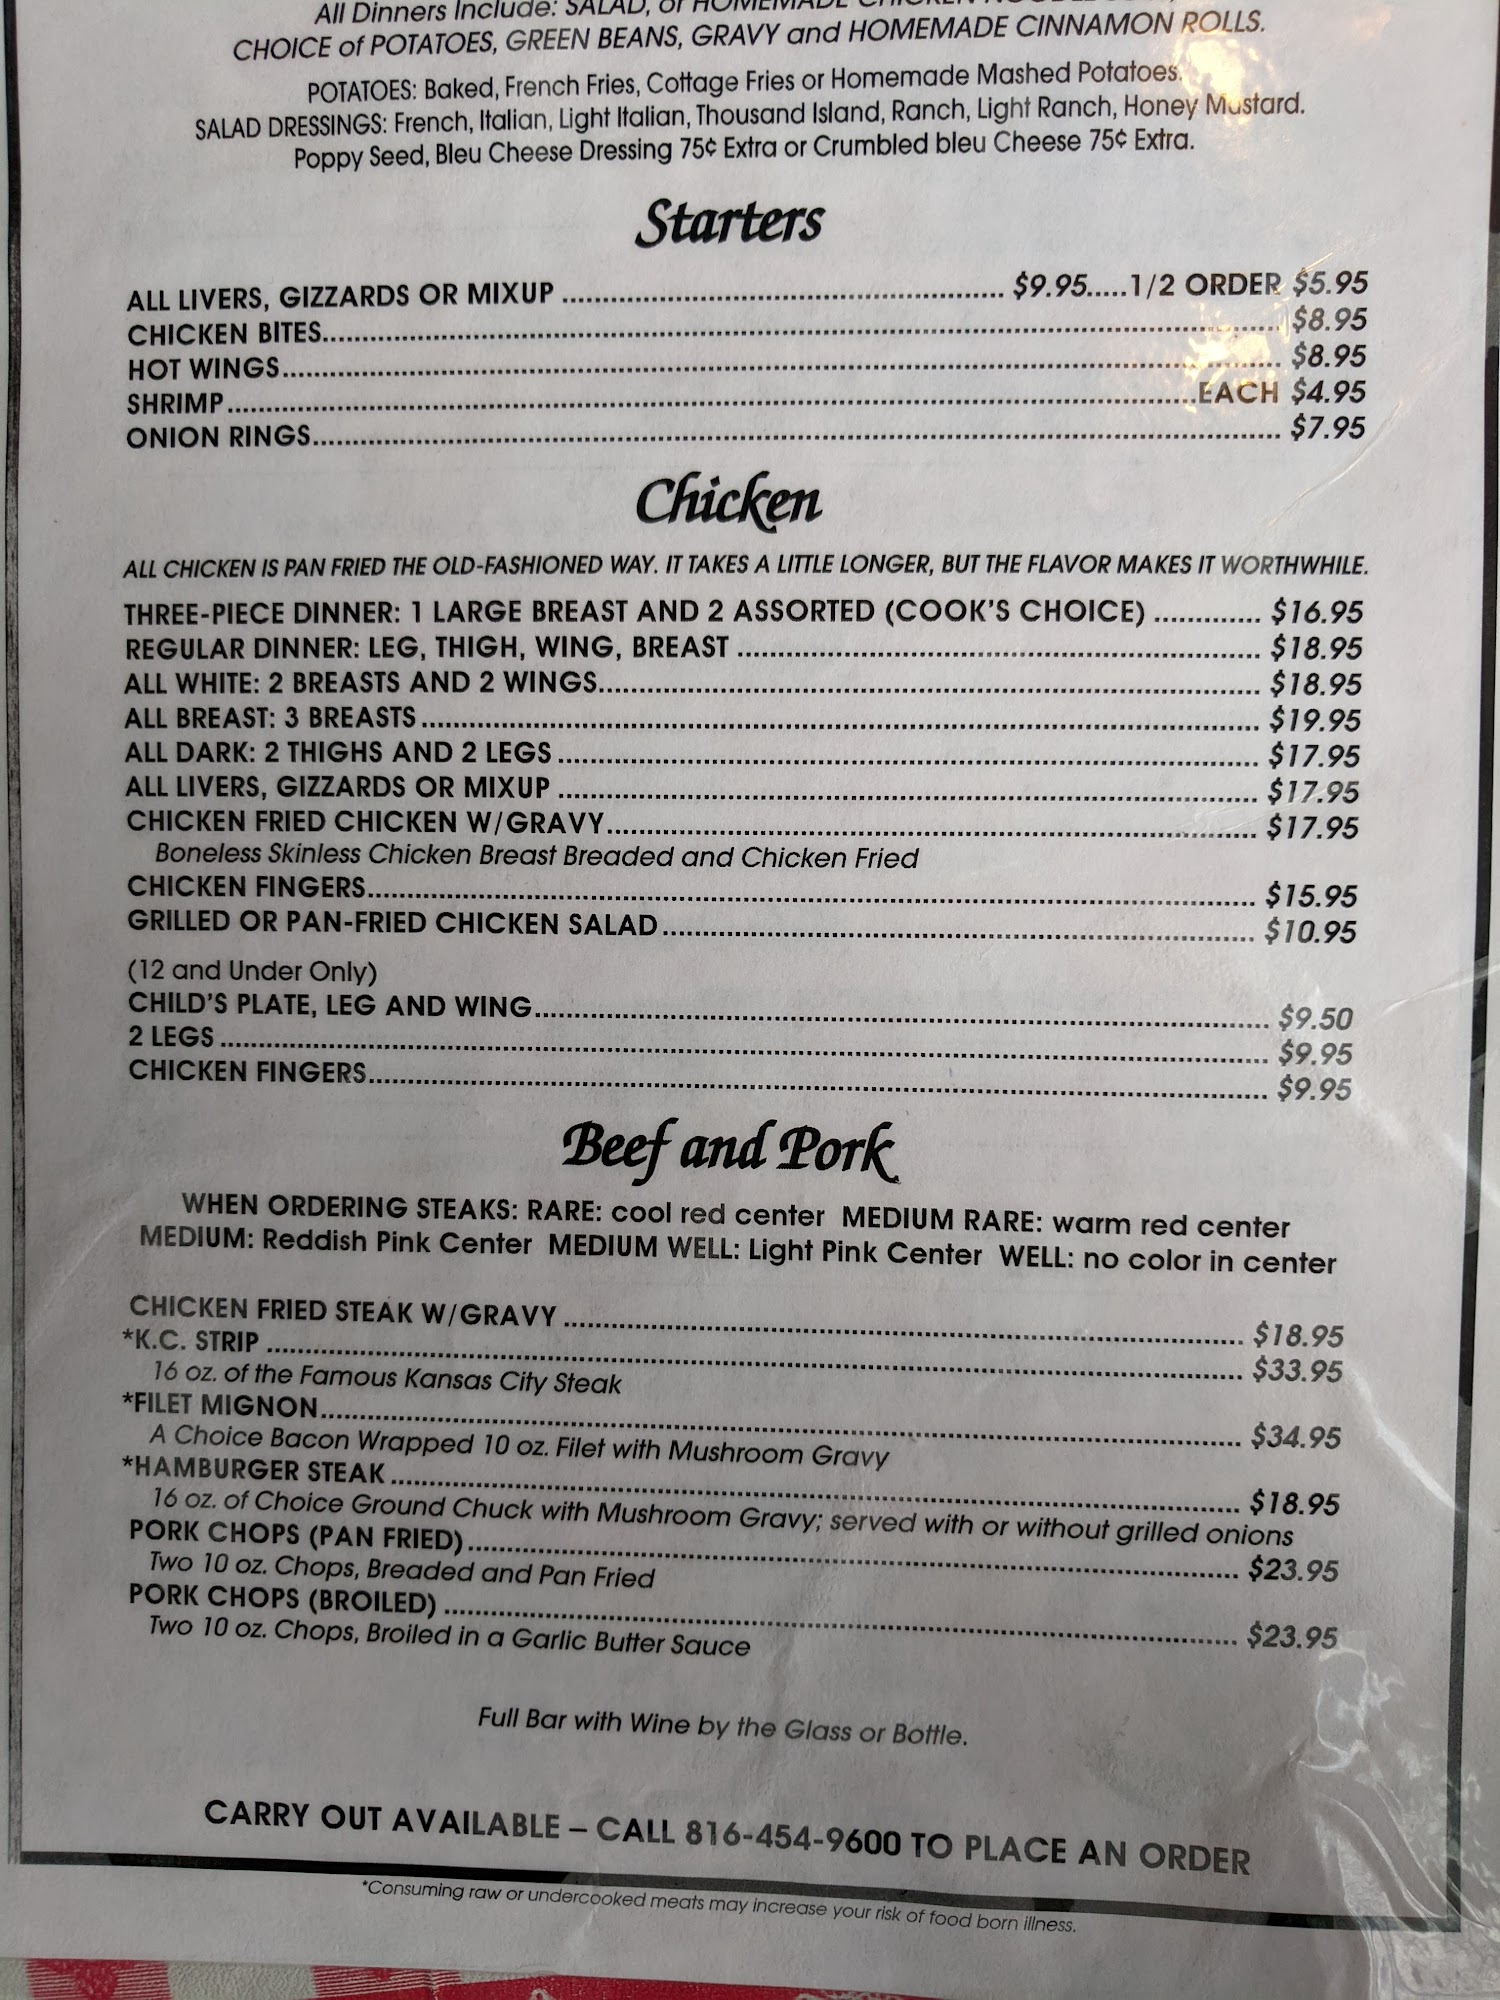 All Dinners Include: SALAD, or HOMEMADE CHICKEN NOODLE
CHOICE of POTATOES, GREEN BEANS, GRAVY and HOMEMADE CINNAMON ROLLS.
POTATOES: Baked, French Fries, Cottage Fries or Homemade Mashed Potatoes.
SALAD DRESSINGS: French, Italian, Light Italian, Thousand Island, Ranch, Light Ranch, Honey Mustard.
Poppy Seed, Bleu Cheese Dressing 75¢ Extra or Crumbled bleu Cheese 75¢ Extra.
Starters
ALL LIVERS, GIZZARDS OR MIXUP ........ $9.95.....1/2 ORDER $5.95
CHICKEN BITES........ $8.95
HOT WINGS........ $8.95
SHRIMP........EACH $4.95
ONION RINGS........ $7.95
Chicken
ALL CHICKEN IS PAN FRIED THE OLD-FASHIONED WAY. IT TAKES A LITTLE LONGER, BUT THE FLAVOR MAKES IT WORTHWHILE.
THREE-PIECE DINNER: 1 LARGE BREAST AND 2 ASSORTED (COOK'S CHOICE) ........ $16.95
REGULAR DINNER: LEG, THIGH, WING, BREAST ........ $18.95
ALL WHITE: 2 BREASTS AND 2 WINGS........ $18.95
ALL BREAST: 3 BREASTS ........ $19.95
ALL DARK: 2 THIGHS AND 2 LEGS ........ $17.95
ALL LIVERS, GIZZARDS OR MIXUP ........ $17.95
CHICKEN FRIED CHICKEN W/GRAVY........ $17.95
Boneless Skinless Chicken Breast Breaded and Chicken Fried
CHICKEN FINGERS........ $15.95
GRILLED OR PAN-FRIED CHICKEN SALAD ........ $10.95
(12 and Under Only)
CHILD'S PLATE, LEG AND WING........ $9.50
2 LEGS ........ $9.95
CHICKEN FINGERS........ $9.95
Beef and Pork
WHEN ORDERING STEAKS: RARE: cool red center MEDIUM RARE: warm red center
MEDIUM: Reddish Pink Center MEDIUM WELL: Light Pink Center WELL: no color in center
CHICKEN FRIED STEAK W/GRAVY ........ $18.95
*K.C. STRIP ........ $33.95
16 oz. of the Famous Kansas City Steak
*FILET MIGNON........ $34.95
A Choice Bacon Wrapped 10 oz. Filet with Mushroom Gravy
*HAMBURGER STEAK ........ $18.95
16 oz. of Choice Ground Chuck with Mushroom Gravy; served with or without grilled onions
PORK CHOPS (PAN FRIED)........ $23.95
Two 10 oz. Chops, Breaded and Pan Fried
PORK CHOPS (BROILED) ........ $23.95
Two 10 oz. Chops, Broiled in a Garlic Butter Sauce
Full Bar with Wine by the Glass or Bottle.
CARRY OUT AVAILABLE – CALL 816-454-9600 TO PLACE AN ORDER
*Consuming raw or undercooked meats may increase your risk of food born illness.